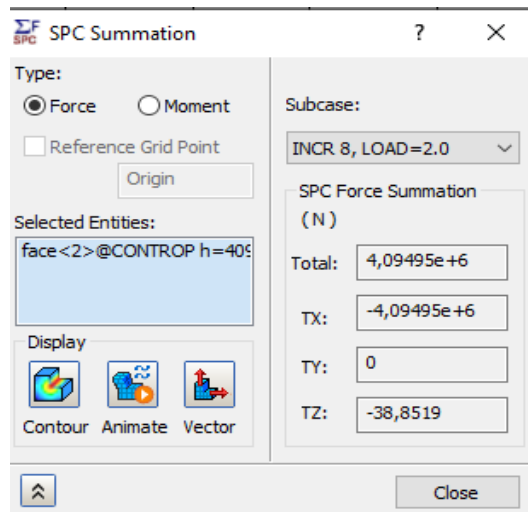 ΣF
SPC
SPC Summation
?
Type:
Force
Moment
Reference Grid Point
Origin
Selected Entities:
face<2>@CONTROP h=409
Display
Contour
Animate
Vector
Subcase:
INCR 8, LOAD=2.0
SPC Force Summation
(N)
Total:
4,09495e+6
TX:
-4,09495e+6
TY:
0
TZ:
-38,8519
Close